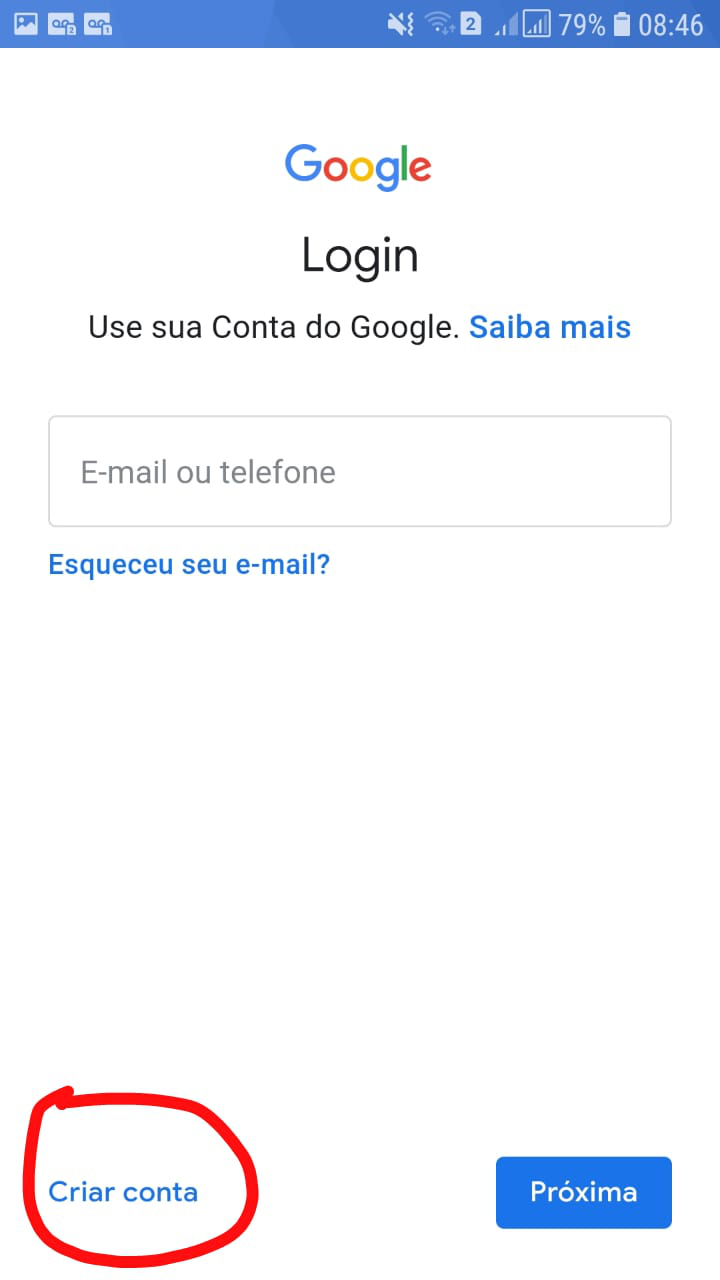 2 79% 08:46
Google
Login
Use sua Conta do Google. Saiba mais
E-mail ou telefone
Esqueceu seu e-mail?
Criar conta
Próxima